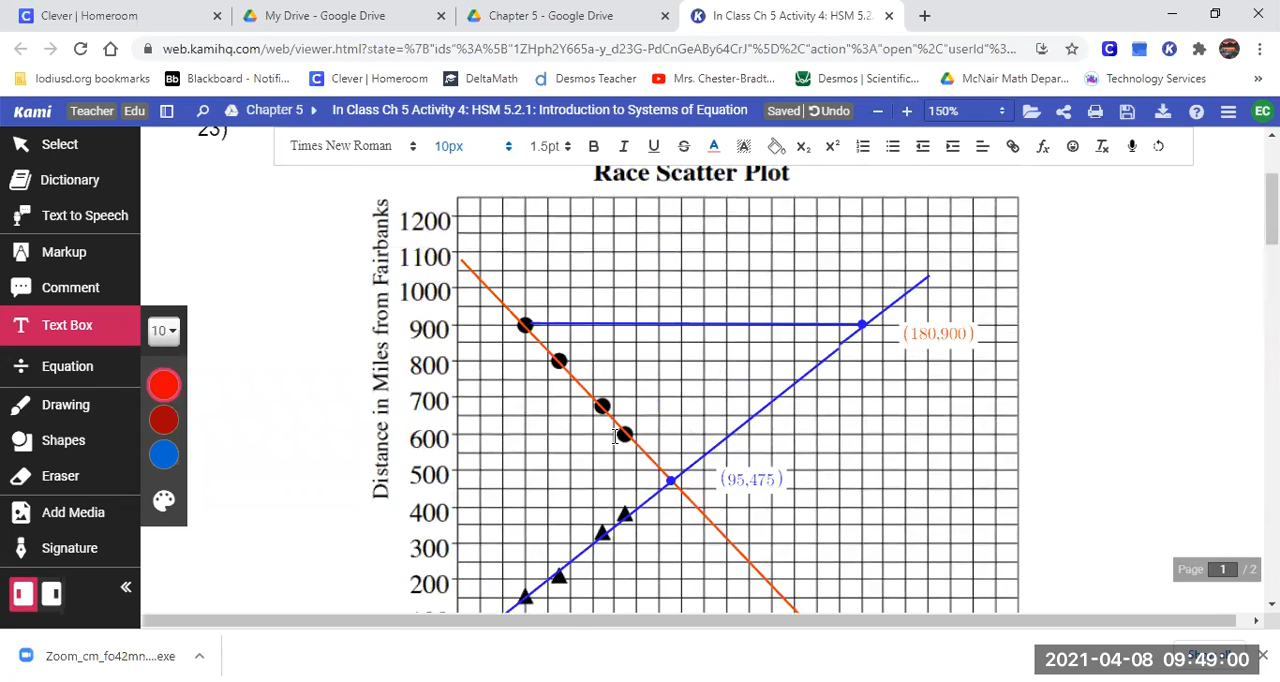 Clever | Homeroom
My Drive - Google Drive
Chapter 5 - Google Drive
In Class Ch 5 Activity 4: HSM 5.2.
web.kamihq.com/web/viewer.html?state=%7B"ids"%3A%5B"1ZHph2Y665a-y_d23G-PdCnGeABy64CrJ"%5D%2C"action"%3A"open"%2C"userId"%3...
lodiusd.org bookmarks
Bb Blackboard - Notifi...
Clever | Homeroom
DeltaMath
Desmos Teacher
Mrs. Chester-Bradt...
Desmos | Scientific...
McNair Math Depar...
Technology Services
»
Kami Teacher Edu Chapter 5 In Class Ch 5 Activity 4: HSM 5.2.1: Introduction to Systems of Equation Saved Undo 150% EC
23)
Times New Roman 10px 1.5pt B I U S A
Select
Dictionary
Text to Speech
Markup
Comment
Text Box
Equation
Drawing
Shapes
Eraser
Add Media
Signature
10
Race Scatter Plot
Distance in Miles from Fairbanks
1200
1100
1000
900
800
700
600
500
400
300
200
(180,900)
(95,475)
Page 1 / 2
Zoom_cm_fo42mn....exe
2021-04-08 09:49:00